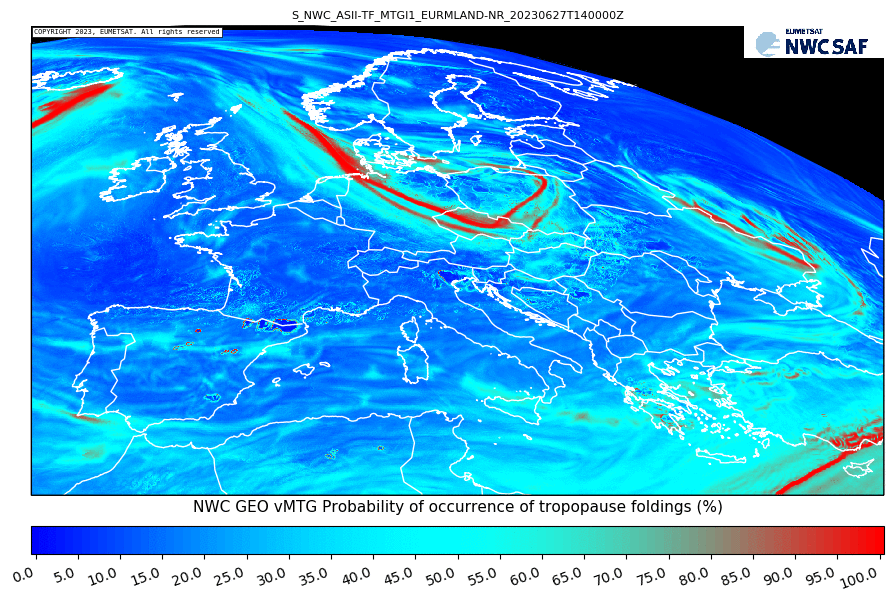 S_NWC_ASII-TF_MTGI1_EURMLAND-NR_20230627T140000Z
COPYRIGHT 2023, EUMETSAT. All rights reserved
EUMETSAT
NWC SAF
NWC GEO vMTG Probability of occurrence of tropopause foldings (%)
0.0 5.0 10.0 15.0 20.0 25.0 30.0 35.0 40.0 45.0 50.0 55.0 60.0 65.0 70.0 75.0 80.0 85.0 90.0 95.0 100.0